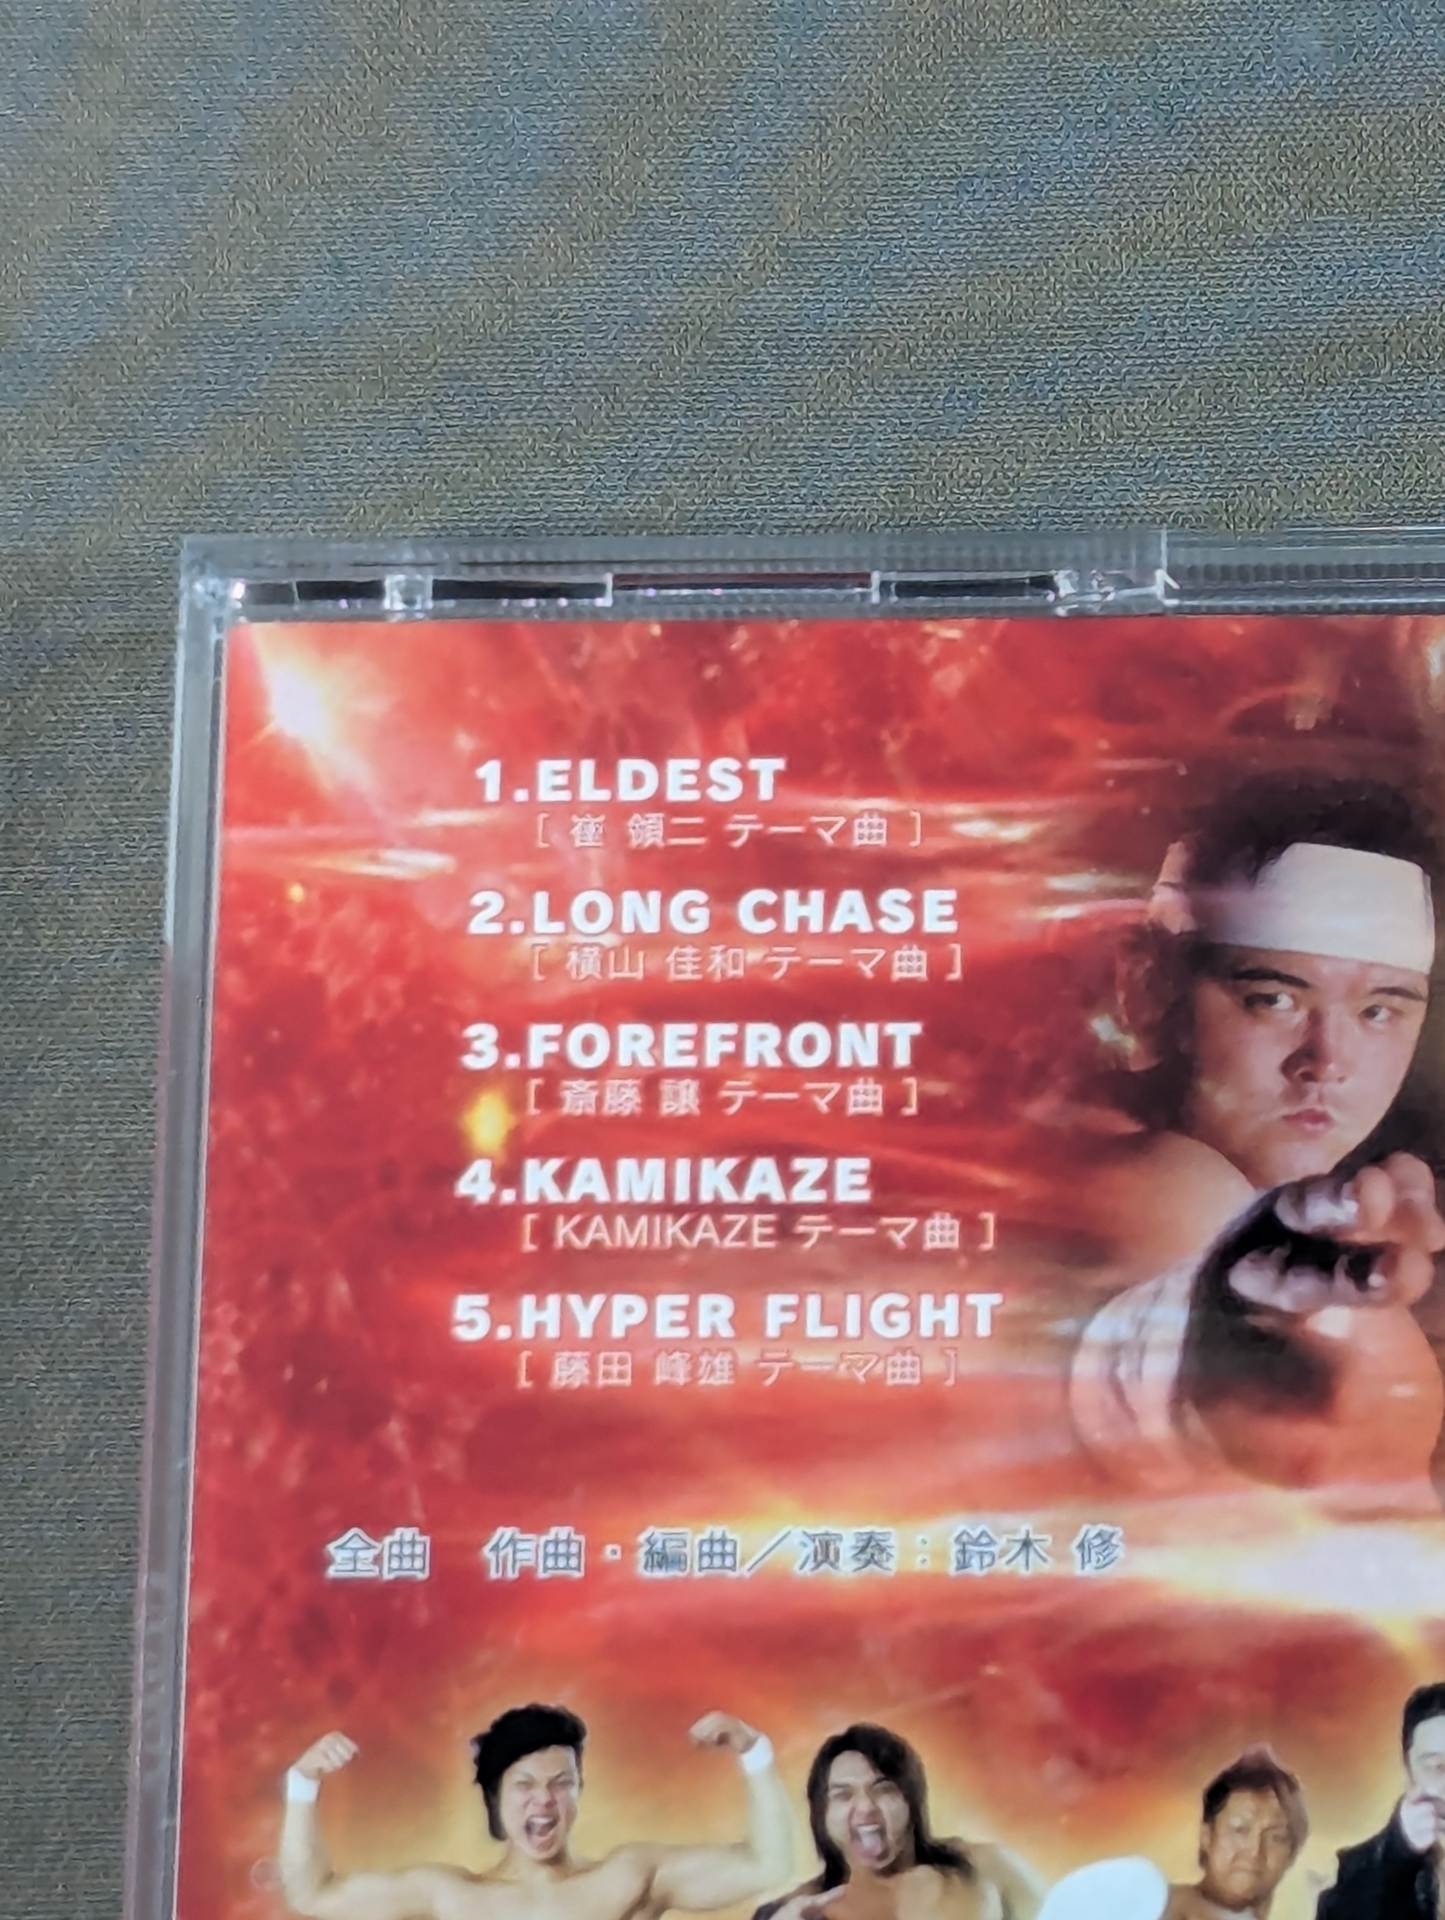 1.ELDEST
[ 崔 領二 テーマ曲 ]
2.LONG CHASE
[ 横山 佳和 テーマ曲 ]
3.FOREFRONT
[ 斎藤 譲 テーマ曲 ]
4.KAMIKAZE
[ KAMIKAZE テーマ曲 ]
5.HYPER FLIGHT
[ 藤田 峰雄 テーマ曲 ]
全曲　作曲・編曲／演奏：鈴木 修